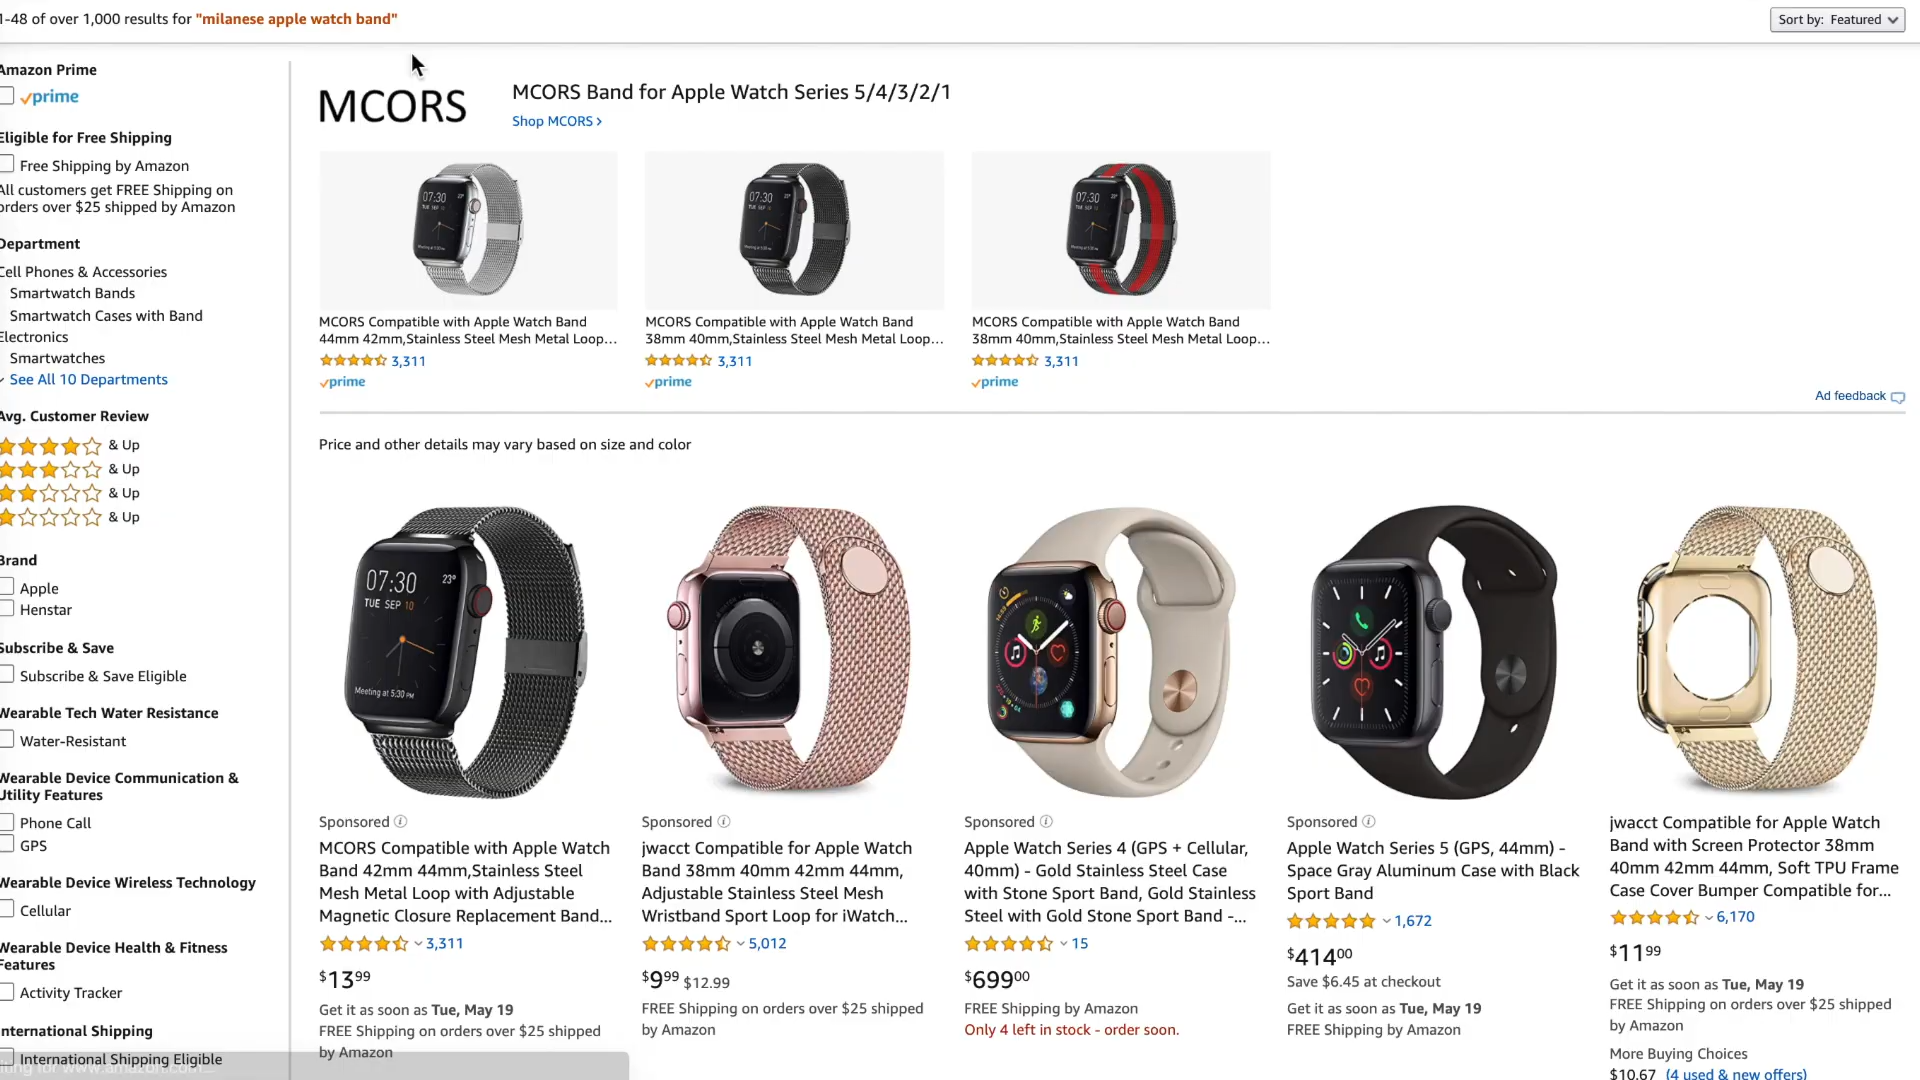 1-48 of over 1,000 results for "milanese apple watch band"
Sort by: Featured
Amazon Prime
prime
Eligible for Free Shipping
Free Shipping by Amazon
All customers get FREE Shipping on
orders over $25 shipped by Amazon
Department
Cell Phones & Accessories
Smartwatch Bands
Smartwatch Cases with Band
Electronics
Smartwatches
See All 10 Departments
Avg. Customer Review
& Up
& Up
& Up
& Up
Brand
Apple
Henstar
Subscribe & Save
Subscribe & Save Eligible
Wearable Tech Water Resistance
Water-Resistant
Wearable Device Communication &
Utility Features
Phone Call
GPS
Wearable Device Wireless Technology
Cellular
Wearable Device Health & Fitness
Features
Activity Tracker
International Shipping
International Shipping Eligible
MCORS
MCORS Band for Apple Watch Series 5/4/3/2/1
Shop MCORS ›
07:30
07:30
07:30
MCORS Compatible with Apple Watch Band
44mm 42mm,Stainless Steel Mesh Metal Loop…
3,311
prime
MCORS Compatible with Apple Watch Band
38mm 40mm,Stainless Steel Mesh Metal Loop…
3,311
prime
MCORS Compatible with Apple Watch Band
38mm 40mm,Stainless Steel Mesh Metal Loop…
3,311
prime
Ad feedback
Price and other details may vary based on size and color
07:30 23°
TUE SEP 10
Meeting at 5:30 PM
Sponsored
MCORS Compatible with Apple Watch
Band 42mm 44mm,Stainless Steel
Mesh Metal Loop with Adjustable
Magnetic Closure Replacement Band...
3,311
$13 99
Get it as soon as Tue, May 19
FREE Shipping on orders over $25 shipped
by Amazon
Sponsored
jwacct Compatible for Apple Watch
Band 38mm 40mm 42mm 44mm,
Adjustable Stainless Steel Mesh
Wristband Sport Loop for iWatch...
5,012
$9 99 $12.99
FREE Shipping on orders over $25 shipped
by Amazon
Sponsored
Apple Watch Series 4 (GPS + Cellular,
40mm) - Gold Stainless Steel Case
with Stone Sport Band, Gold Stainless
Steel with Gold Stone Sport Band -...
15
$699 00
FREE Shipping by Amazon
Only 4 left in stock - order soon.
Sponsored
Apple Watch Series 5 (GPS, 44mm) -
Space Gray Aluminum Case with Black
Sport Band
1,672
$414 00
Save $6.45 at checkout
Get it as soon as Tue, May 19
FREE Shipping by Amazon
jwacct Compatible for Apple Watch
Band with Screen Protector 38mm
40mm 42mm 44mm, Soft TPU Frame
Case Cover Bumper Compatible for...
6,170
$11 99
Get it as soon as Tue, May 19
FREE Shipping on orders over $25 shipped
by Amazon
More Buying Choices
$10.67 (4 used & new offers)